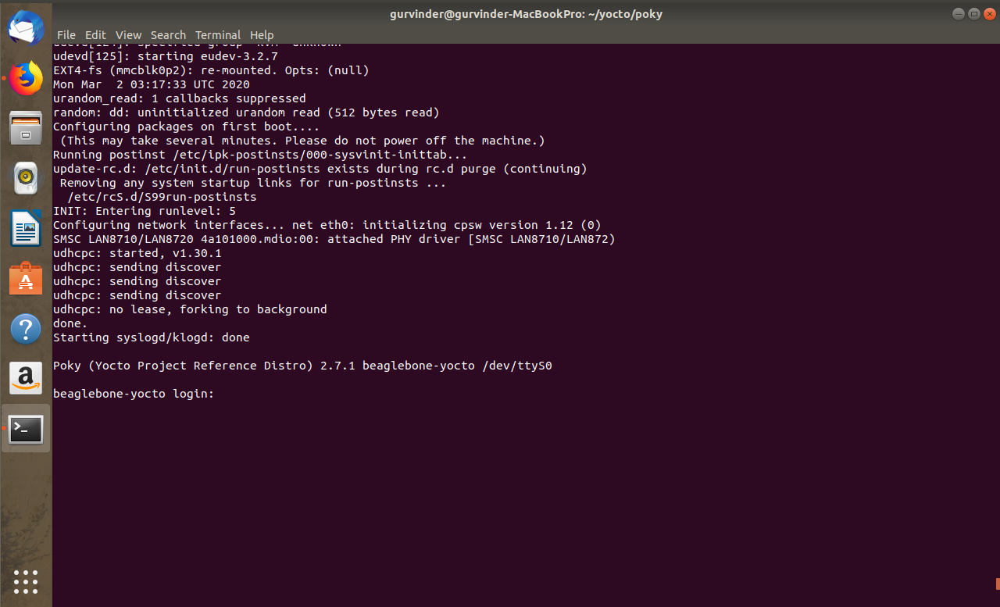 gurvinder@gurvinder-MacBookPro: ~/yocto/poky
File Edit View Search Terminal Help
udevd[124]: specified group 'kvm' unknown
udevd[125]: starting eudev-3.2.7
EXT4-fs (mmcblk0p2): re-mounted. Opts: (null)
Mon Mar  2 03:17:33 UTC 2020
urandom_read: 1 callbacks suppressed
random: dd: uninitialized urandom read (512 bytes read)
Configuring packages on first boot....
 (This may take several minutes. Please do not power off the machine.)
Running postinst /etc/ipk-postinsts/000-sysvinit-inittab...
update-rc.d: /etc/init.d/run-postinsts exists during rc.d purge (continuing)
 Removing any system startup links for run-postinsts ...
  /etc/rcS.d/S99run-postinsts
INIT: Entering runlevel: 5
Configuring network interfaces... net eth0: initializing cpsw version 1.12 (0)
SMSC LAN8710/LAN8720 4a101000.mdio:00: attached PHY driver [SMSC LAN8710/LAN872)
udhcpc: started, v1.30.1
udhcpc: sending discover
udhcpc: sending discover
udhcpc: sending discover
udhcpc: no lease, forking to background
done.
Starting syslogd/klogd: done
Poky (Yocto Project Reference Distro) 2.7.1 beaglebone-yocto /dev/ttyS0
beaglebone-yocto login: